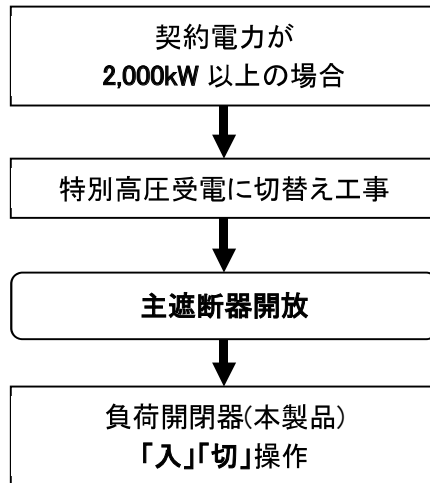 契約電力が
2,000kW 以上の場合
特別高圧受電に切替え工事
主遮断器開放
負荷開閉器(本製品)
「入」「切」操作